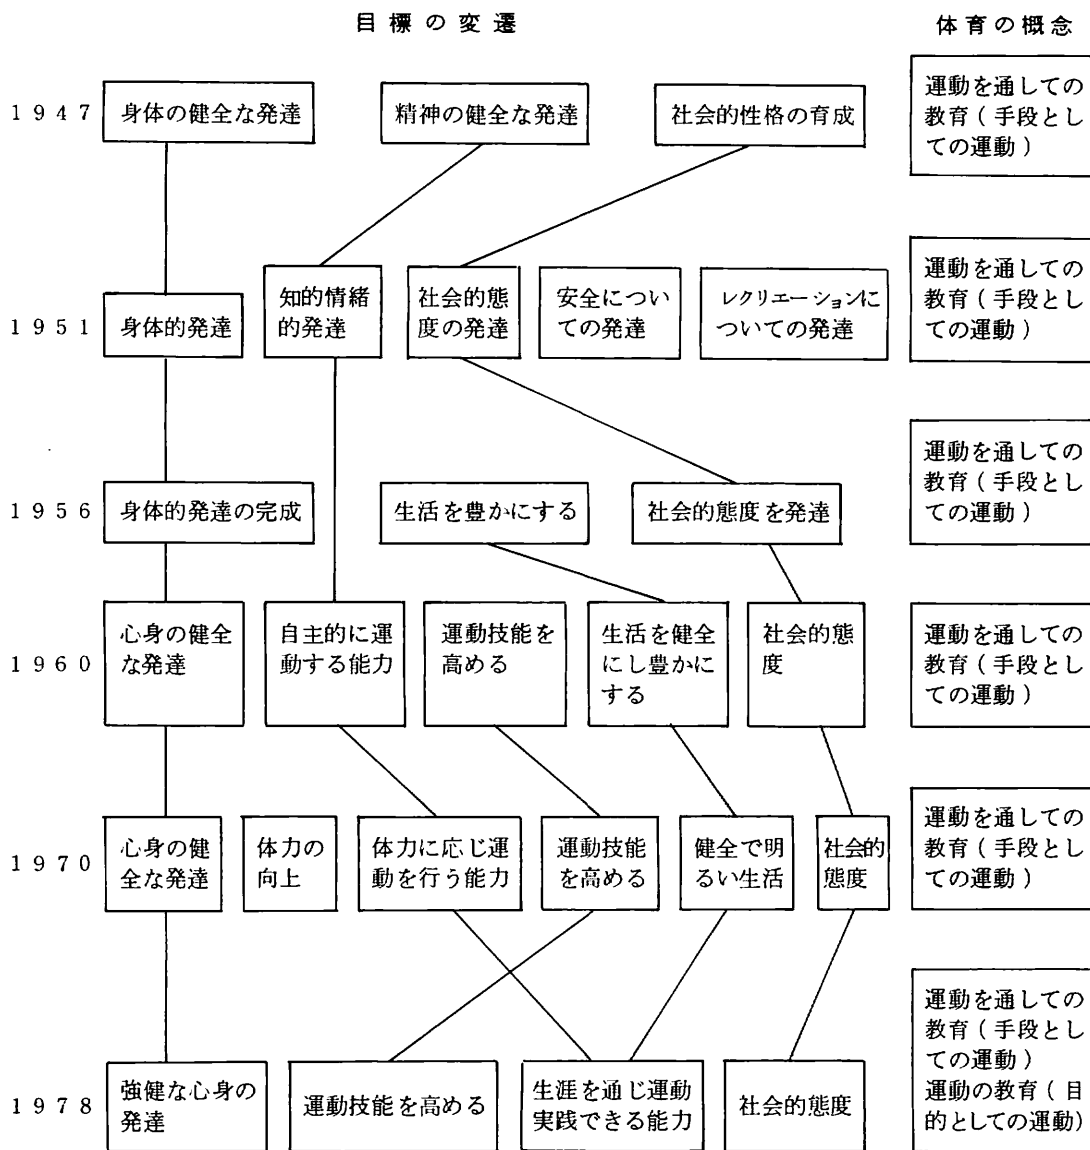 目標の変遷
体育の概念
1947
身体の健全な発達
精神の健全な発達
社会的性格の育成
運動を通しての
教育(手段とし
ての運動)
1951
身体的発達
知的情緒
的発達
社会的態
度の発達
安全につい
ての発達
レクリエーションに
ついての発達
運動を通しての
教育(手段とし
ての運動)
1956
身体的発達の完成
生活を豊かにする
社会的態度を発達
運動を通しての
教育(手段とし
ての運動)
1960
心身の健全
な発達
自主的に運
動する能力
運動技能を
高める
生活を健全
にし豊かに
する
社会的態
度
運動を通しての
教育(手段とし
ての運動)
1970
心身の健
全な発達
体力の
向上
体力に応じ運
動を行う能力
運動技能
を高める
健全で明
るい生活
社会的
態度
運動を通しての
教育(手段とし
ての運動)
1978
強健な心身の
発達
運動技能を高める
生涯を通じ運動
実践できる能力
社会的態度
運動を通しての
教育(手段とし
ての運動)
運動の教育(目
的としての運動)